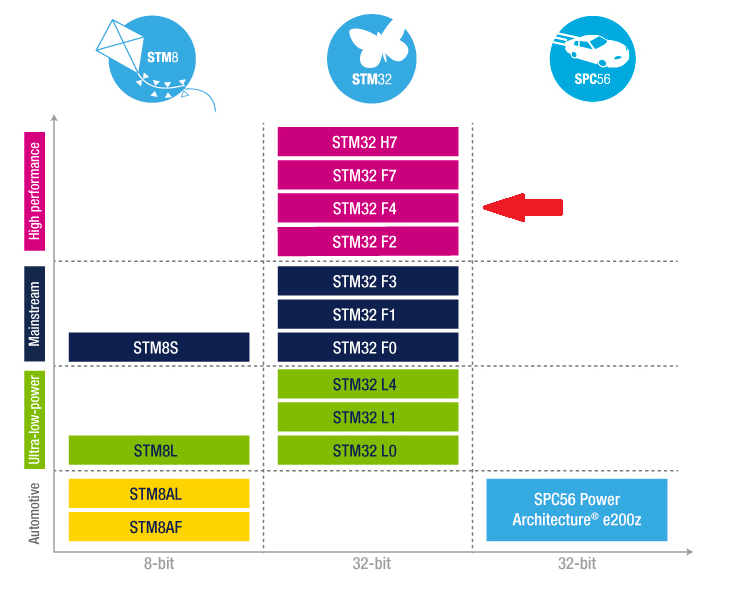 STM8
STM32
SPC56
High performance
STM32 H7
STM32 F7
STM32 F4
STM32 F2
Mainstream
STM32 F3
STM32 F1
STM8S
STM32 F0
Ultra-low-power
STM32 L4
STM32 L1
STM8L
STM32 L0
Automotive
STM8AL
STM8AF
SPC56 Power
Architecture® e200z
8-bit
32-bit
32-bit